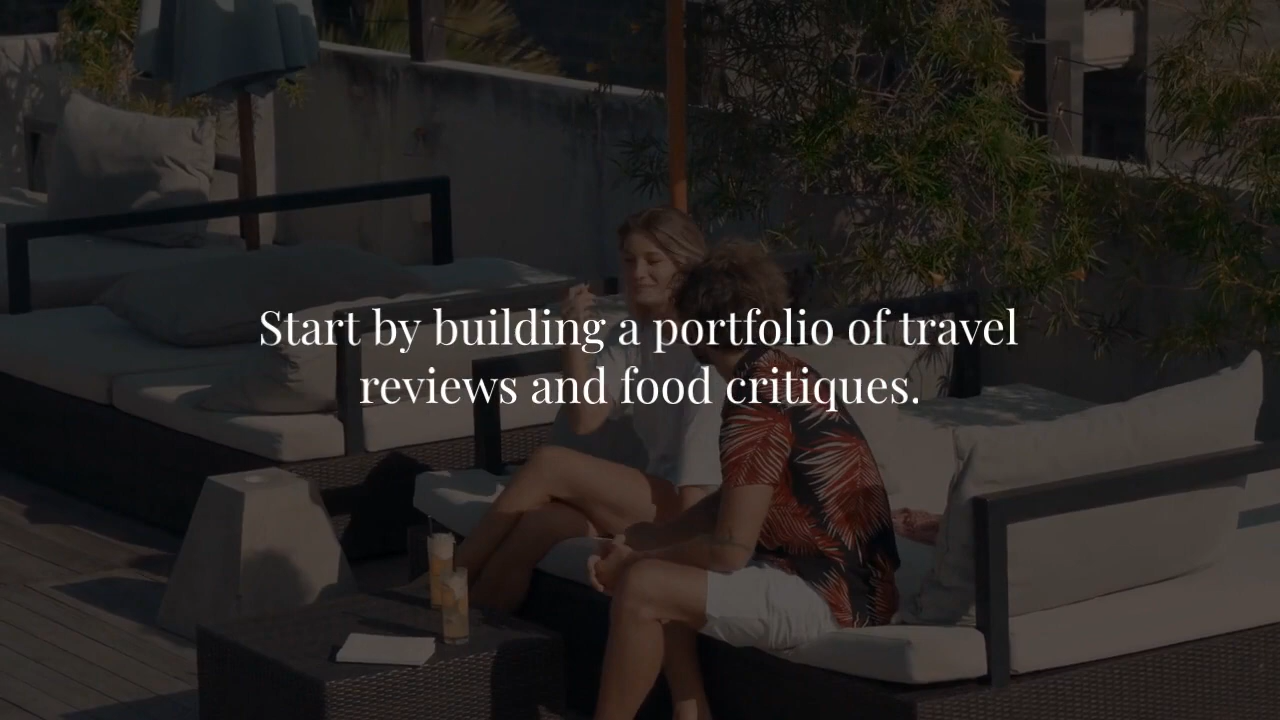 Start by building a portfolio of travel
reviews and food critiques.